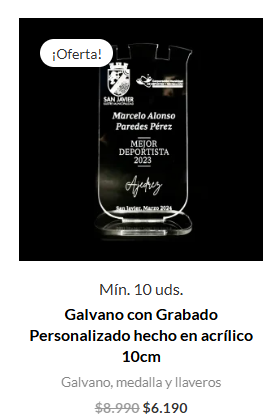 ¡Oferta!
SAN JAVIER
Marcelo Alonso
Paredes Pérez
MEJOR
DEPORTISTA
2023
Ajedrez
San Javier, Marzo 2024
Mín. 10 uds.
Galvano con Grabado
Personalizado hecho en acrílico
10cm
Galvano, medalla y llaveros
$8.990 $6.190